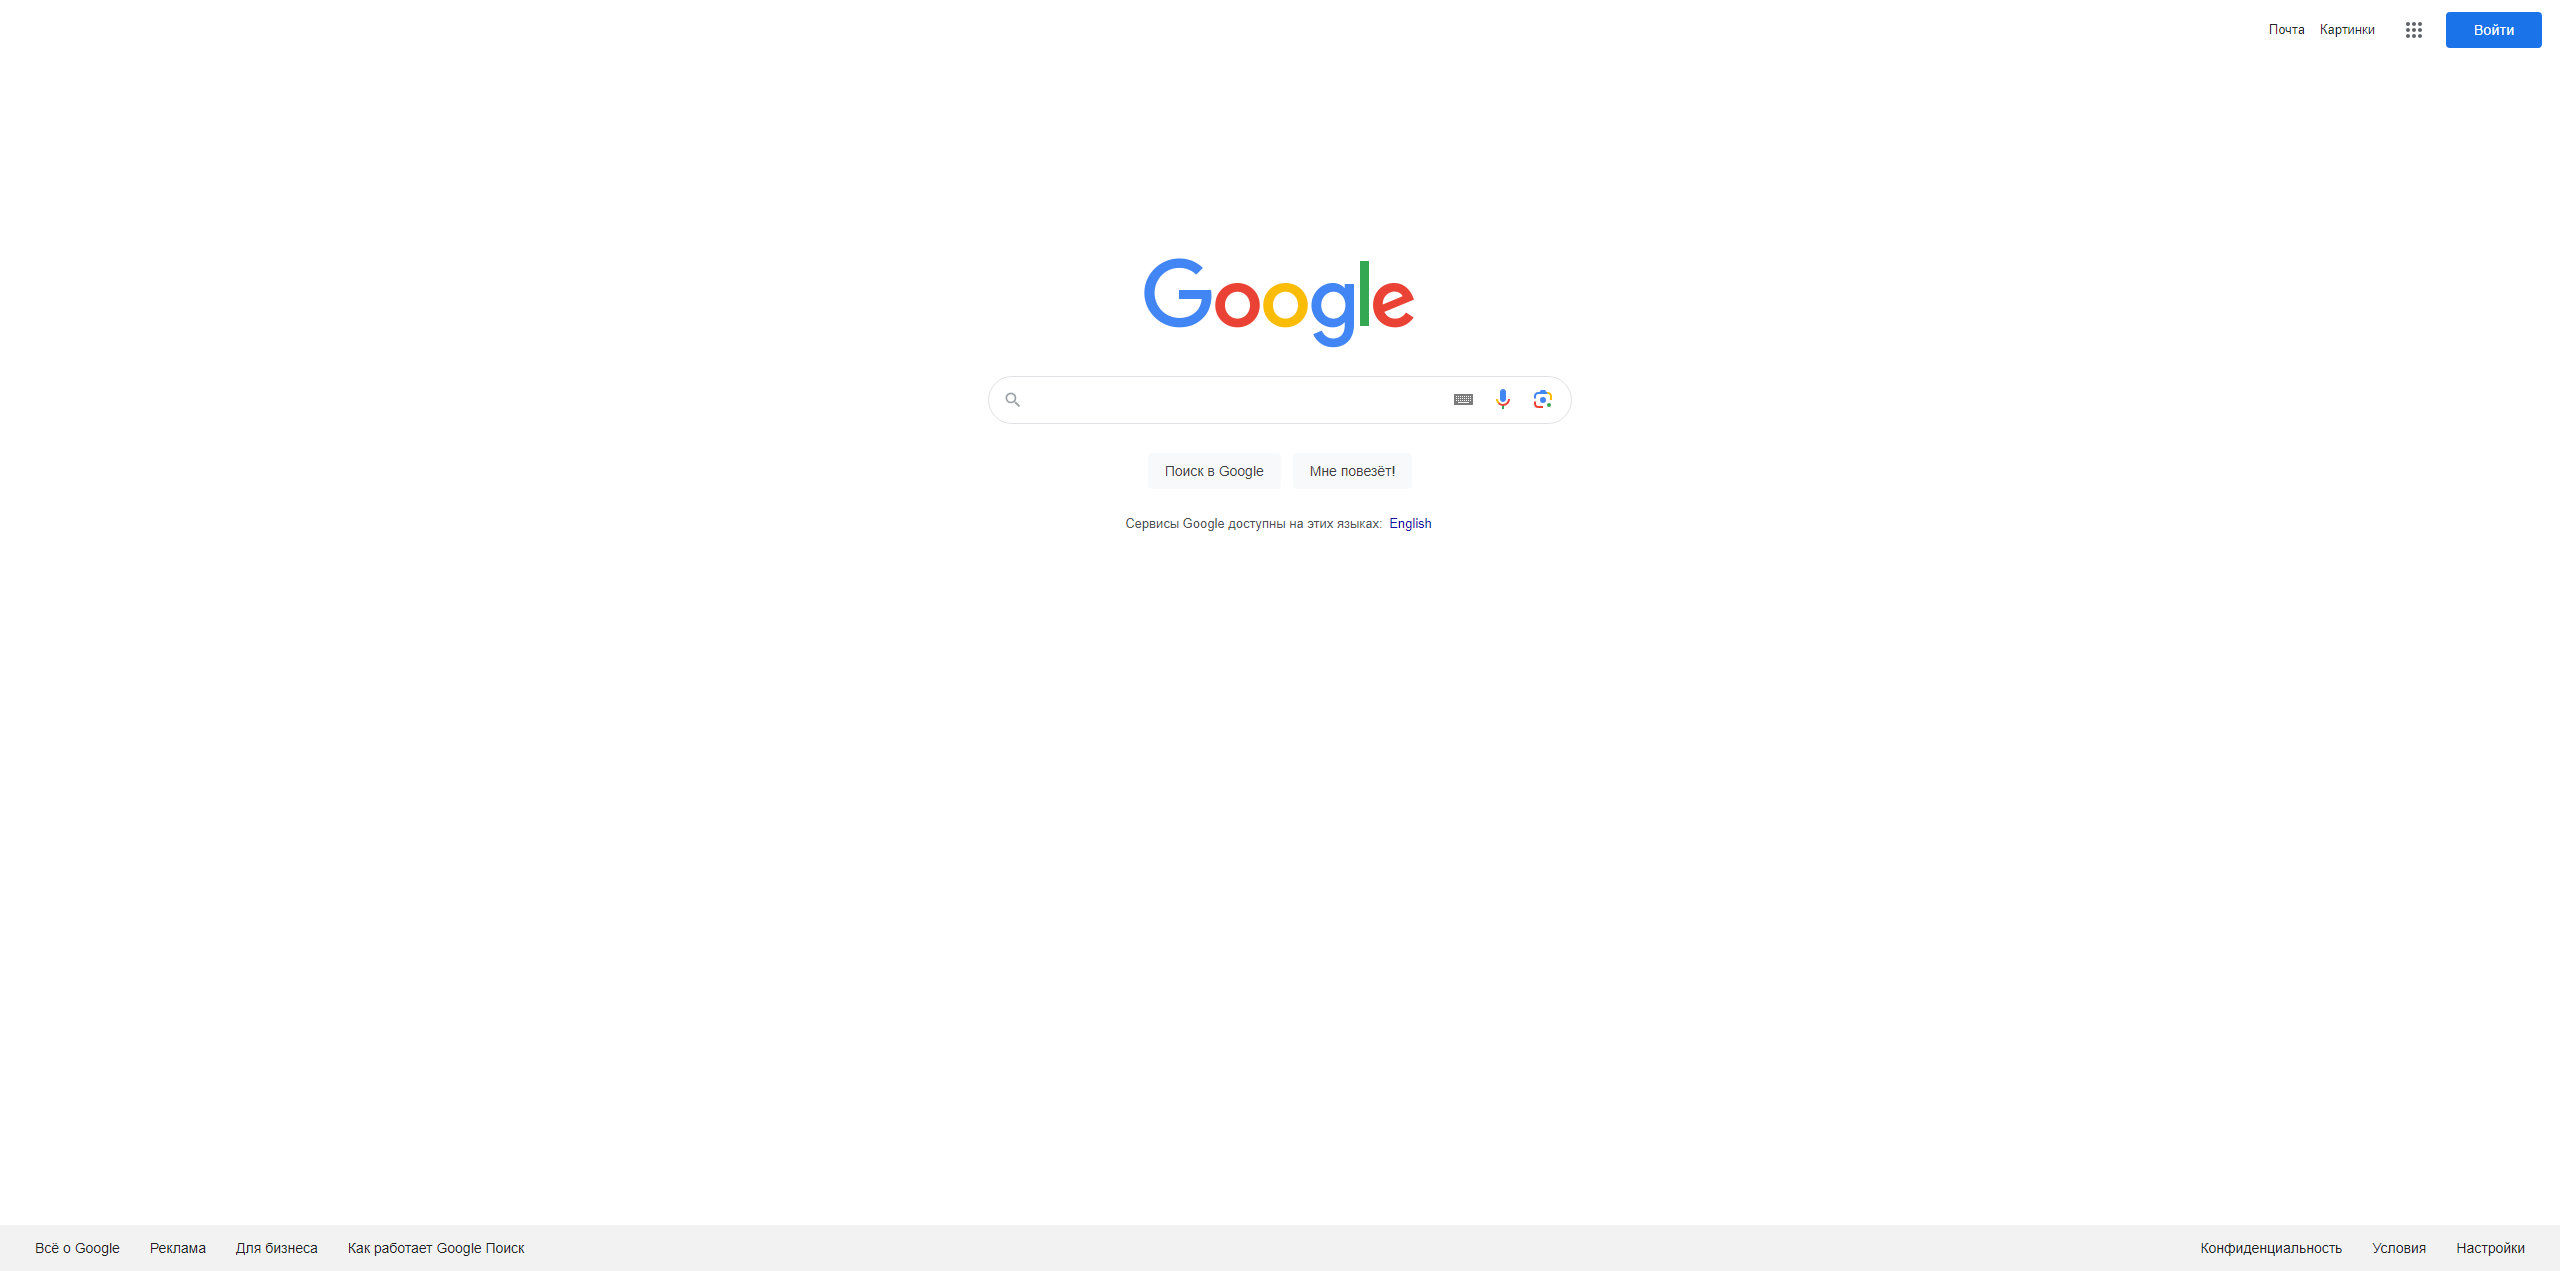 Почта Картинки Войти
Google
Поиск в Google Мне повезёт!
Сервисы Google доступны на этих языках: English
Всё о Google Реклама Для бизнеса Как работает Google Поиск Конфиденциальность Условия Настройки